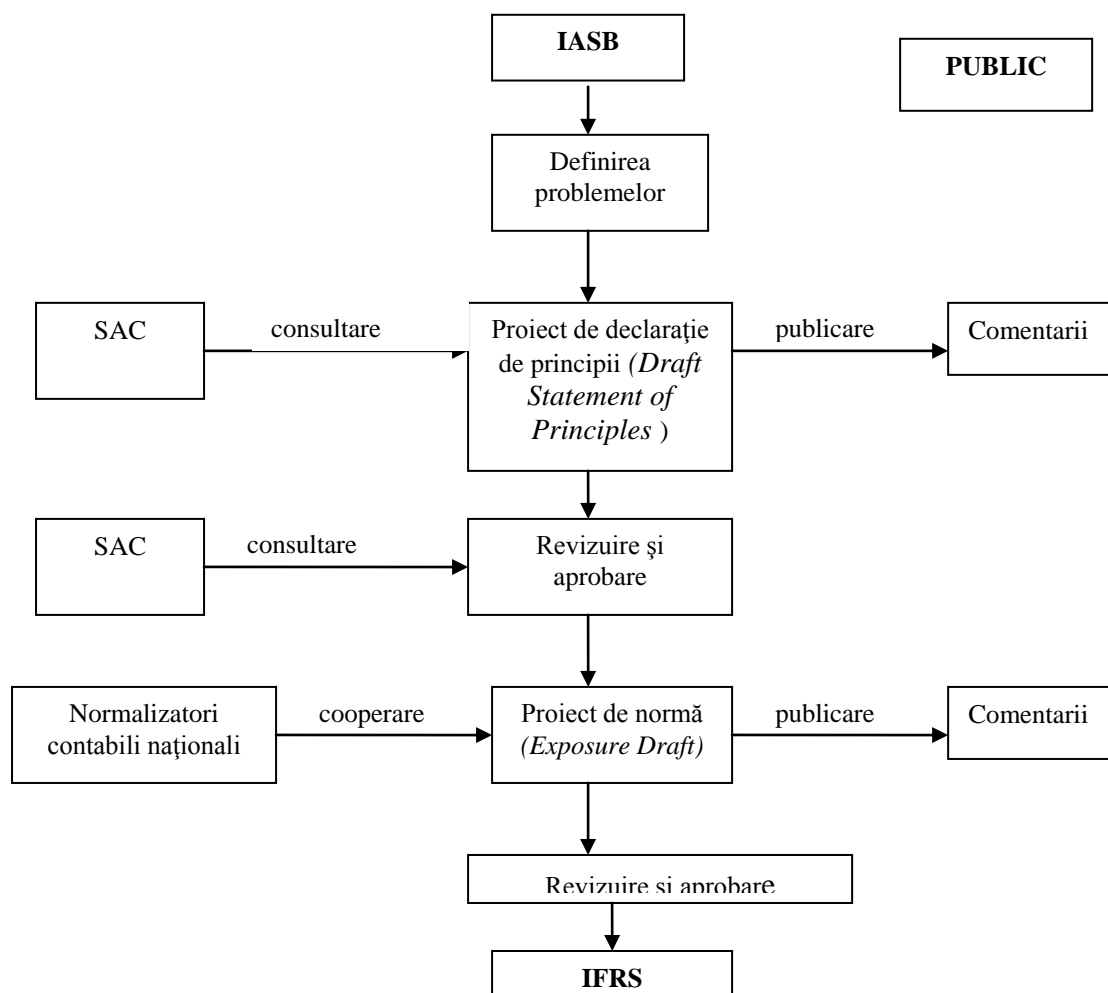 IASB
PUBLIC
Definirea
problemelor
SAC
consultare
Proiect de declaraţie
de principii (Draft
Statement of
Principles )
publicare
Comentarii
SAC
consultare
Revizuire şi
aprobare
Normalizatori
contabili naţionali
cooperare
Proiect de normă
(Exposure Draft)
publicare
Comentarii
Revizuire si aprobare
IFRS